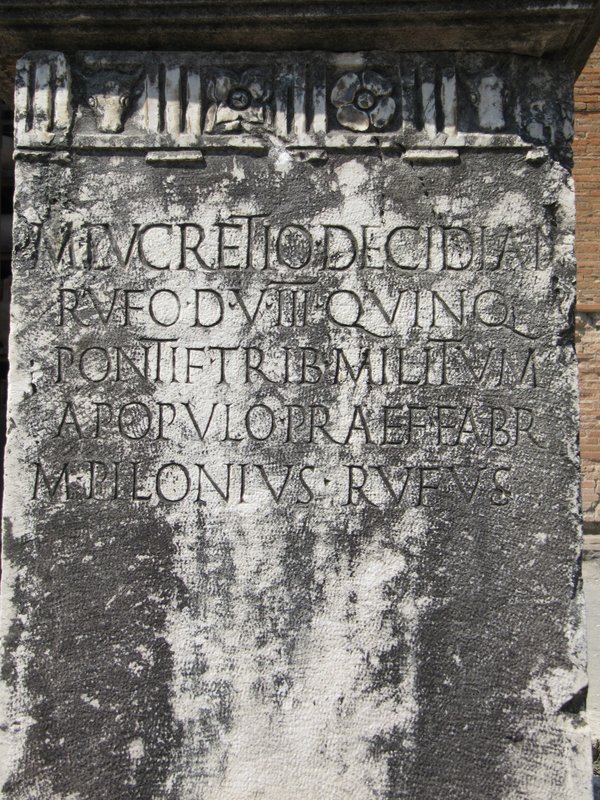 M·LVCRETIO·DECIDIAN
RVFO·D·V·III·QVINQ
PONTIF·TRIB·MILITVM
A·POPVLO·PRAEF·FABR
M·PILONIVS·RVFVS